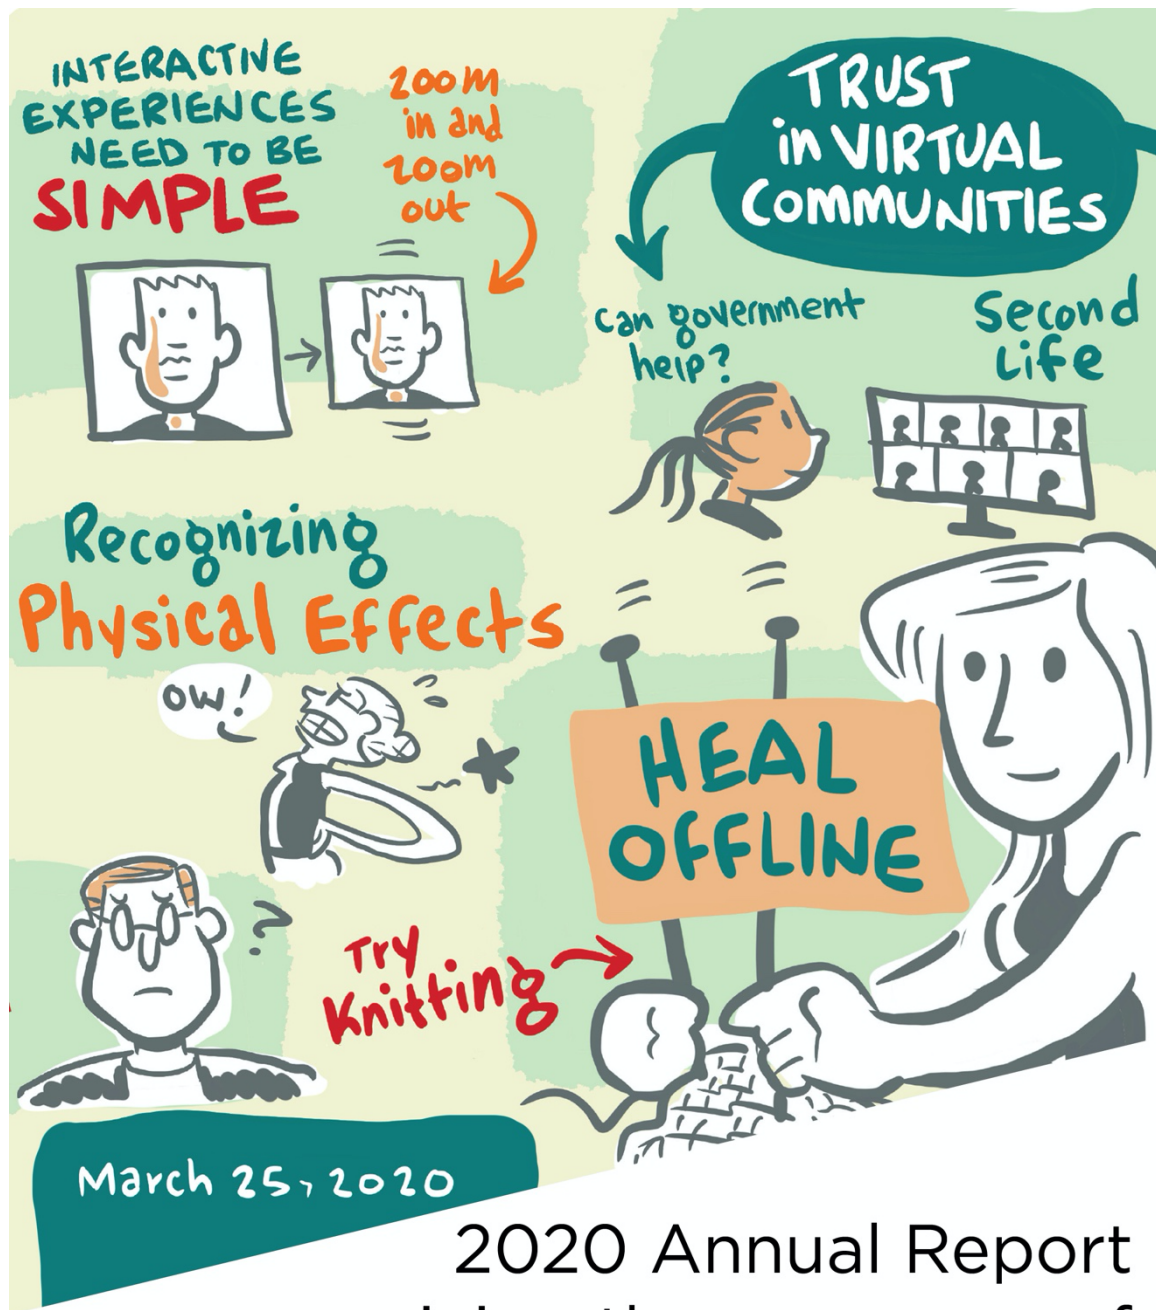 INTERACTIVE
EXPERIENCES
NEED TO BE
SIMPLE
zoom
in and
zoom
out
TRUST
in VIRTUAL
COMMUNITIES
Can government
help?
Second
Life
Recognizing
Physical Effects
OW!
HEAL
OFFLINE
?
Try
Knitting
March 25, 2020
2020 Annual Report